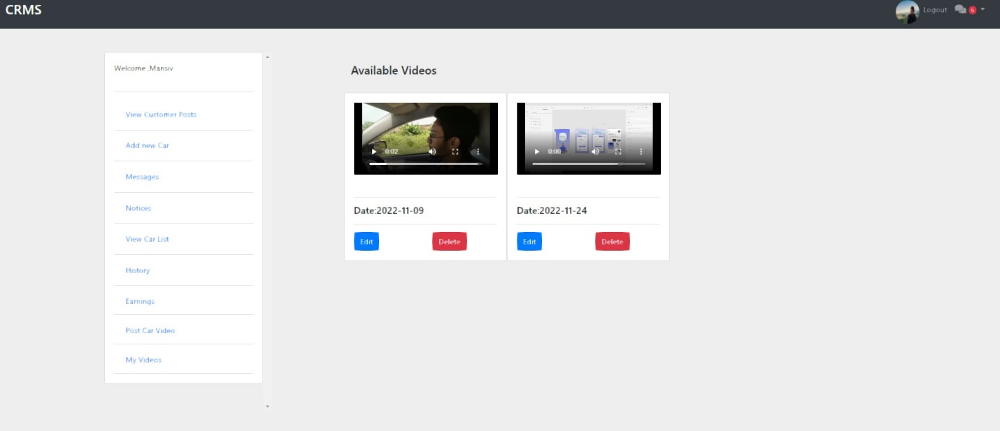 CRMS
Logout
6
Welcome ,Mansiv
View Customer Posts
Add new Car
Messages
Notices
View Car List
History
Earnings
Post Car Video
My Videos
Available Videos
0:02
0:00
Date:2022-11-09
Date:2022-11-24
Edit
Delete
Edit
Delete